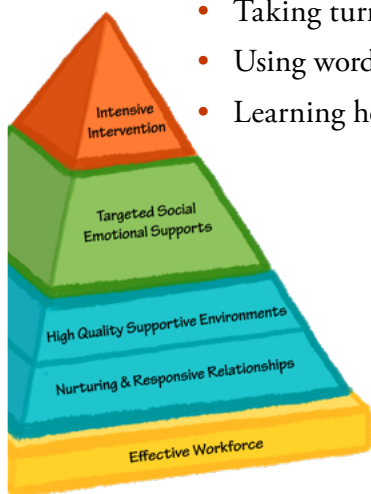 • Taking turn
• Using word
• Learning h
Intensive
Intervention
Targeted Social
Emotional Supports
High Quality Supportive Environments
Nurturing & Responsive Relationships
Effective Workforce